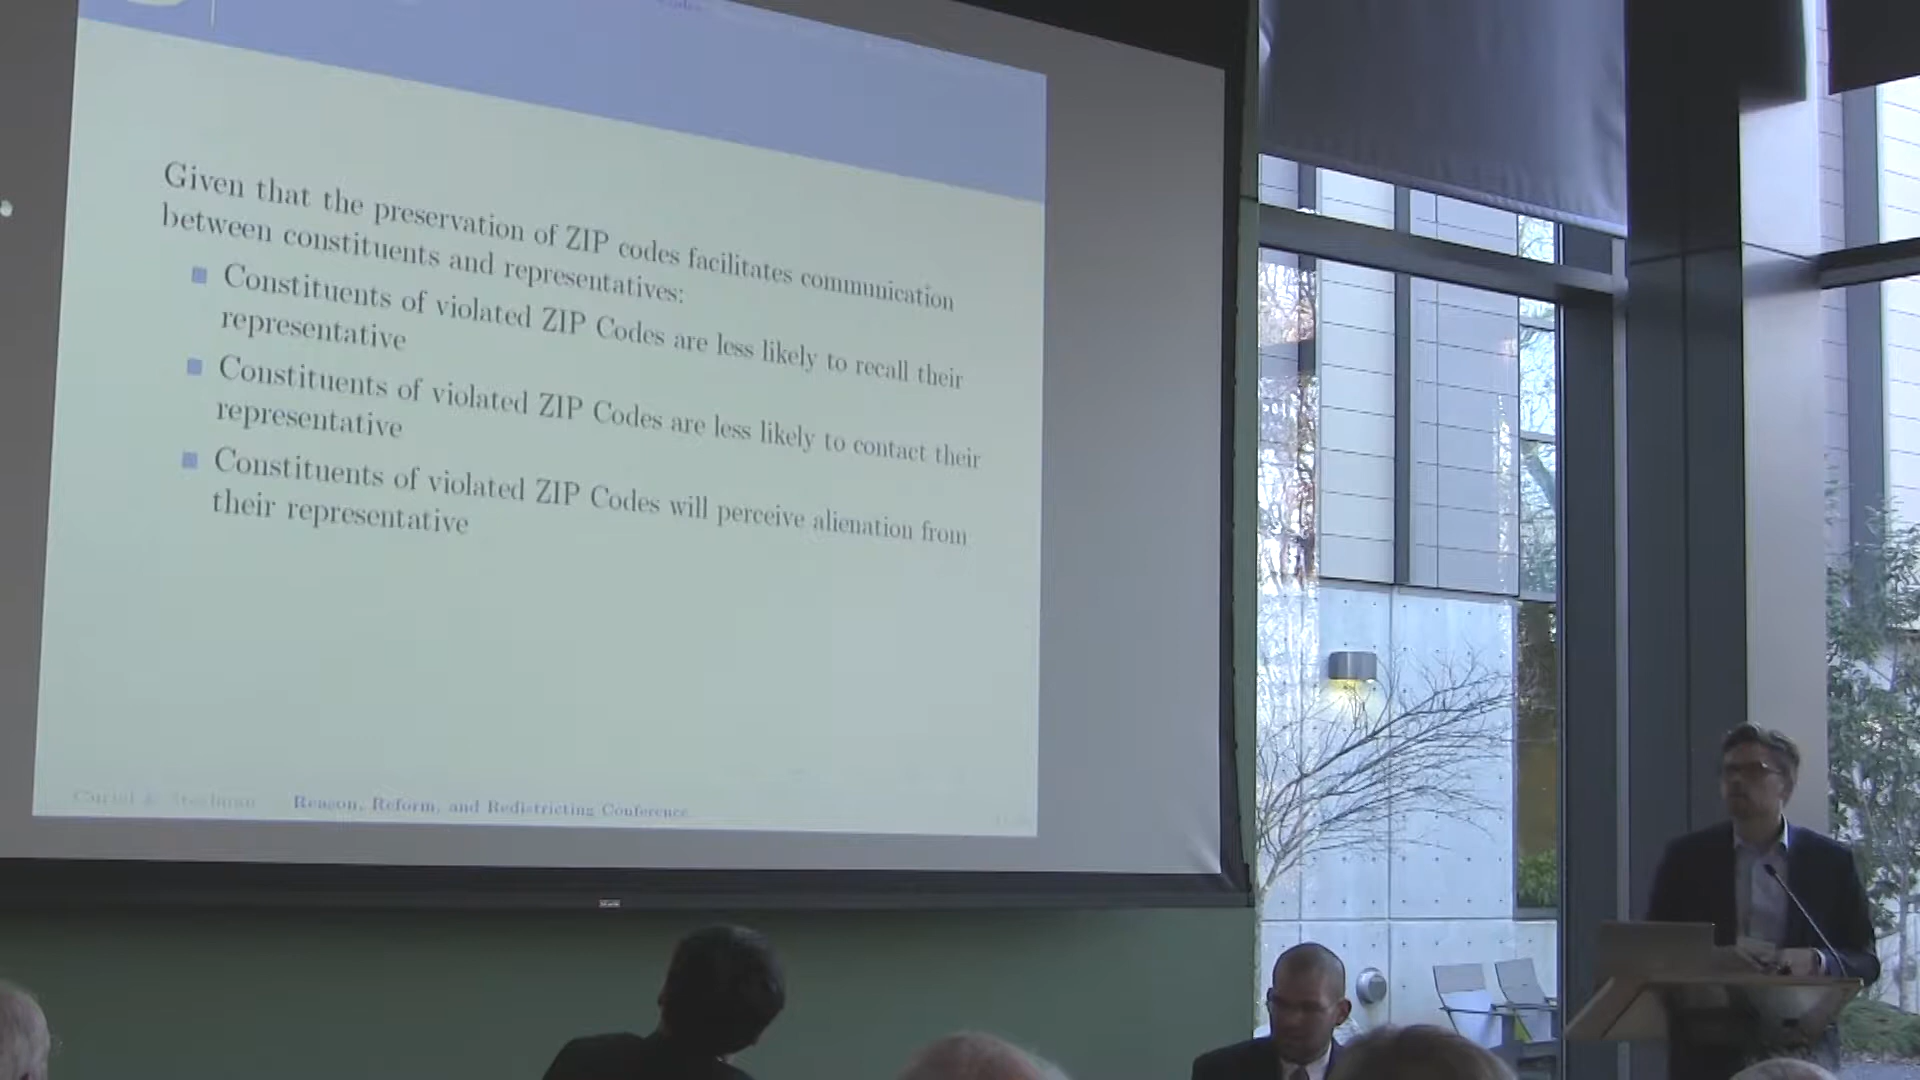 Given that the preservation of ZIP codes facilitates communication
between constituents and representatives:
Constituents of violated ZIP Codes are less likely to recall their
representative
Constituents of violated ZIP Codes are less likely to contact their
representative
Constituents of violated ZIP Codes will perceive alienation from
their representative
Curiel & Steelman Reason, Reform, and Redistricting Conference